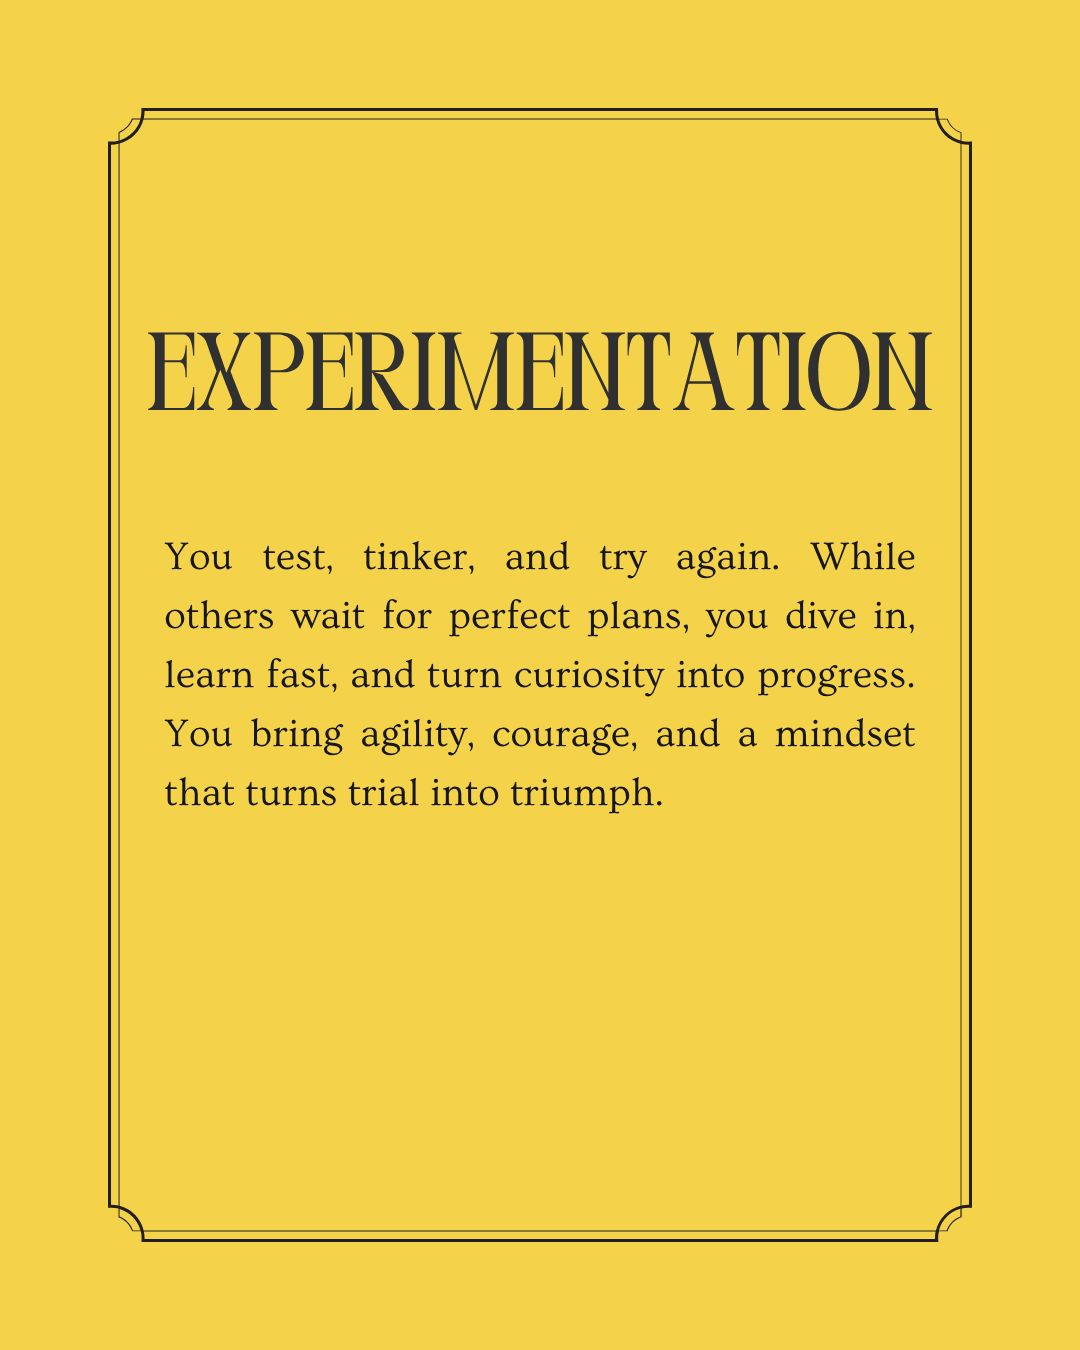 EXPERIMENTATION
You test, tinker, and try again. While
others wait for perfect plans, you dive in,
learn fast, and turn curiosity into progress.
You bring agility, courage, and a mindset
that turns trial into triumph.